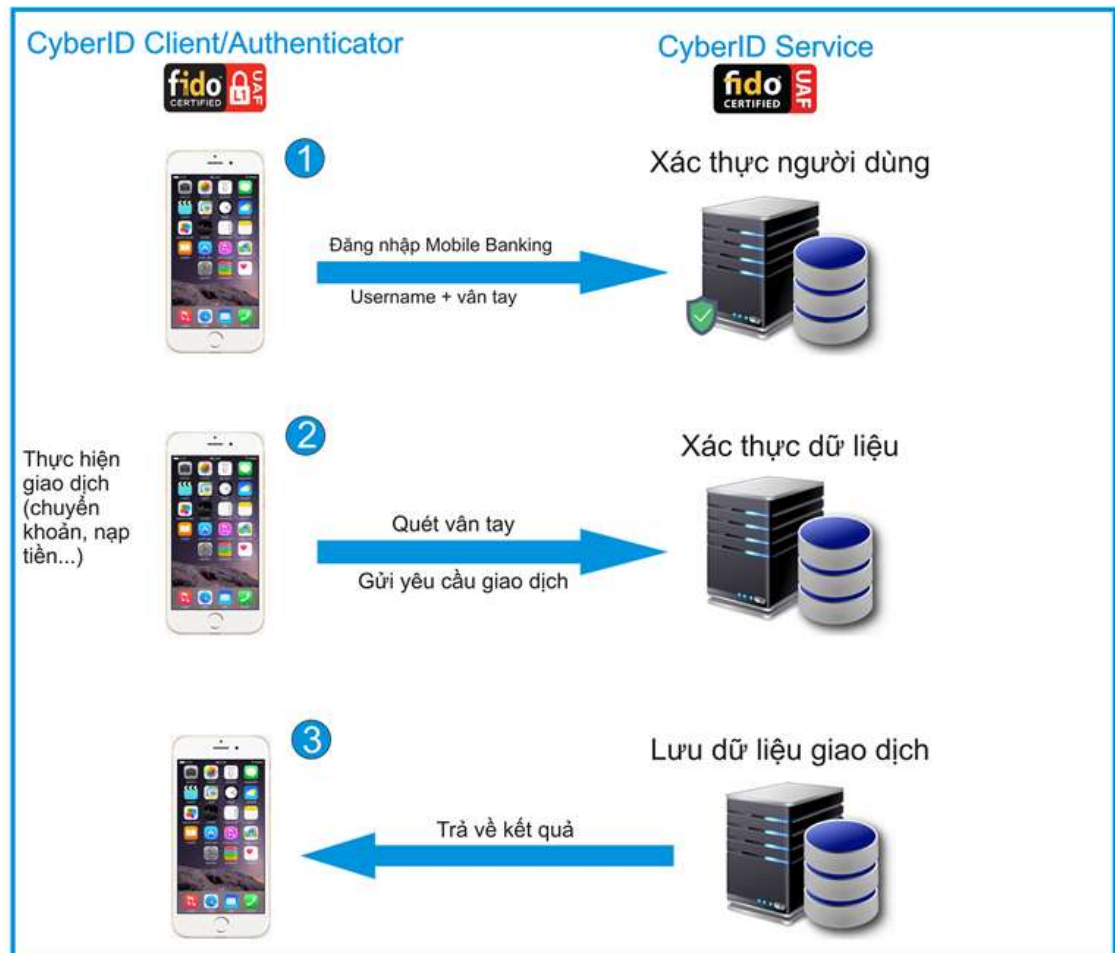 CyberID Client/Authenticator
CyberID Service
fido
CERTIFIED
L1
UAF
fido
CERTIFIED
UAF
1
Xác thực người dùng
Đăng nhập Mobile Banking
Username + vân tay
2
Xác thực dữ liệu
Thực hiện
giao dịch
(chuyển
khoản, nạp
tiền...)
Quét vân tay
Gửi yêu cầu giao dịch
3
Lưu dữ liệu giao dịch
Trả về kết quả